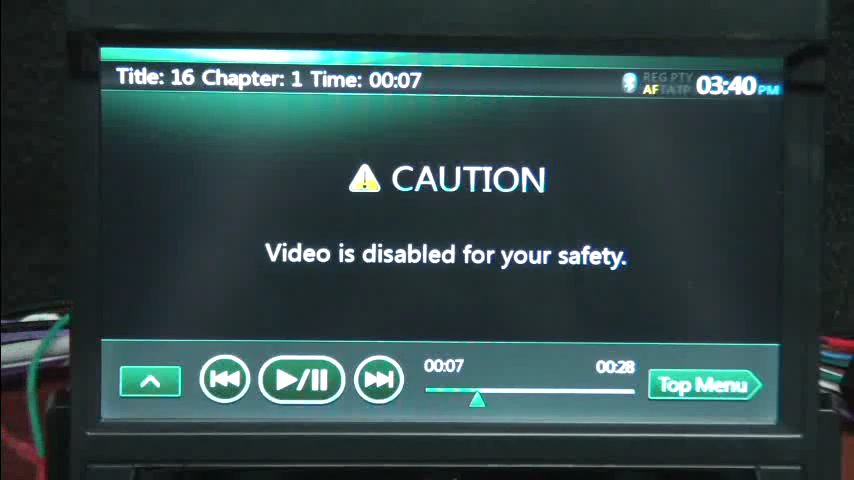 Title: 16 Chapter: 1 Time: 00:07
REG PTY
AF TA TP
03:40 PM
CAUTION
Video is disabled for your safety.
00:07
00:28
Top Menu